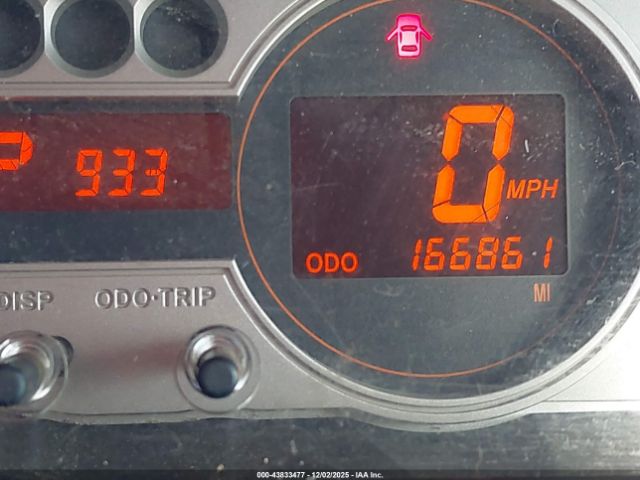 P 933
0 MPH
ODO 166861
MI
DISP ODO·TRIP
000-43833477 - 12/02/2025 - IAA Inc.